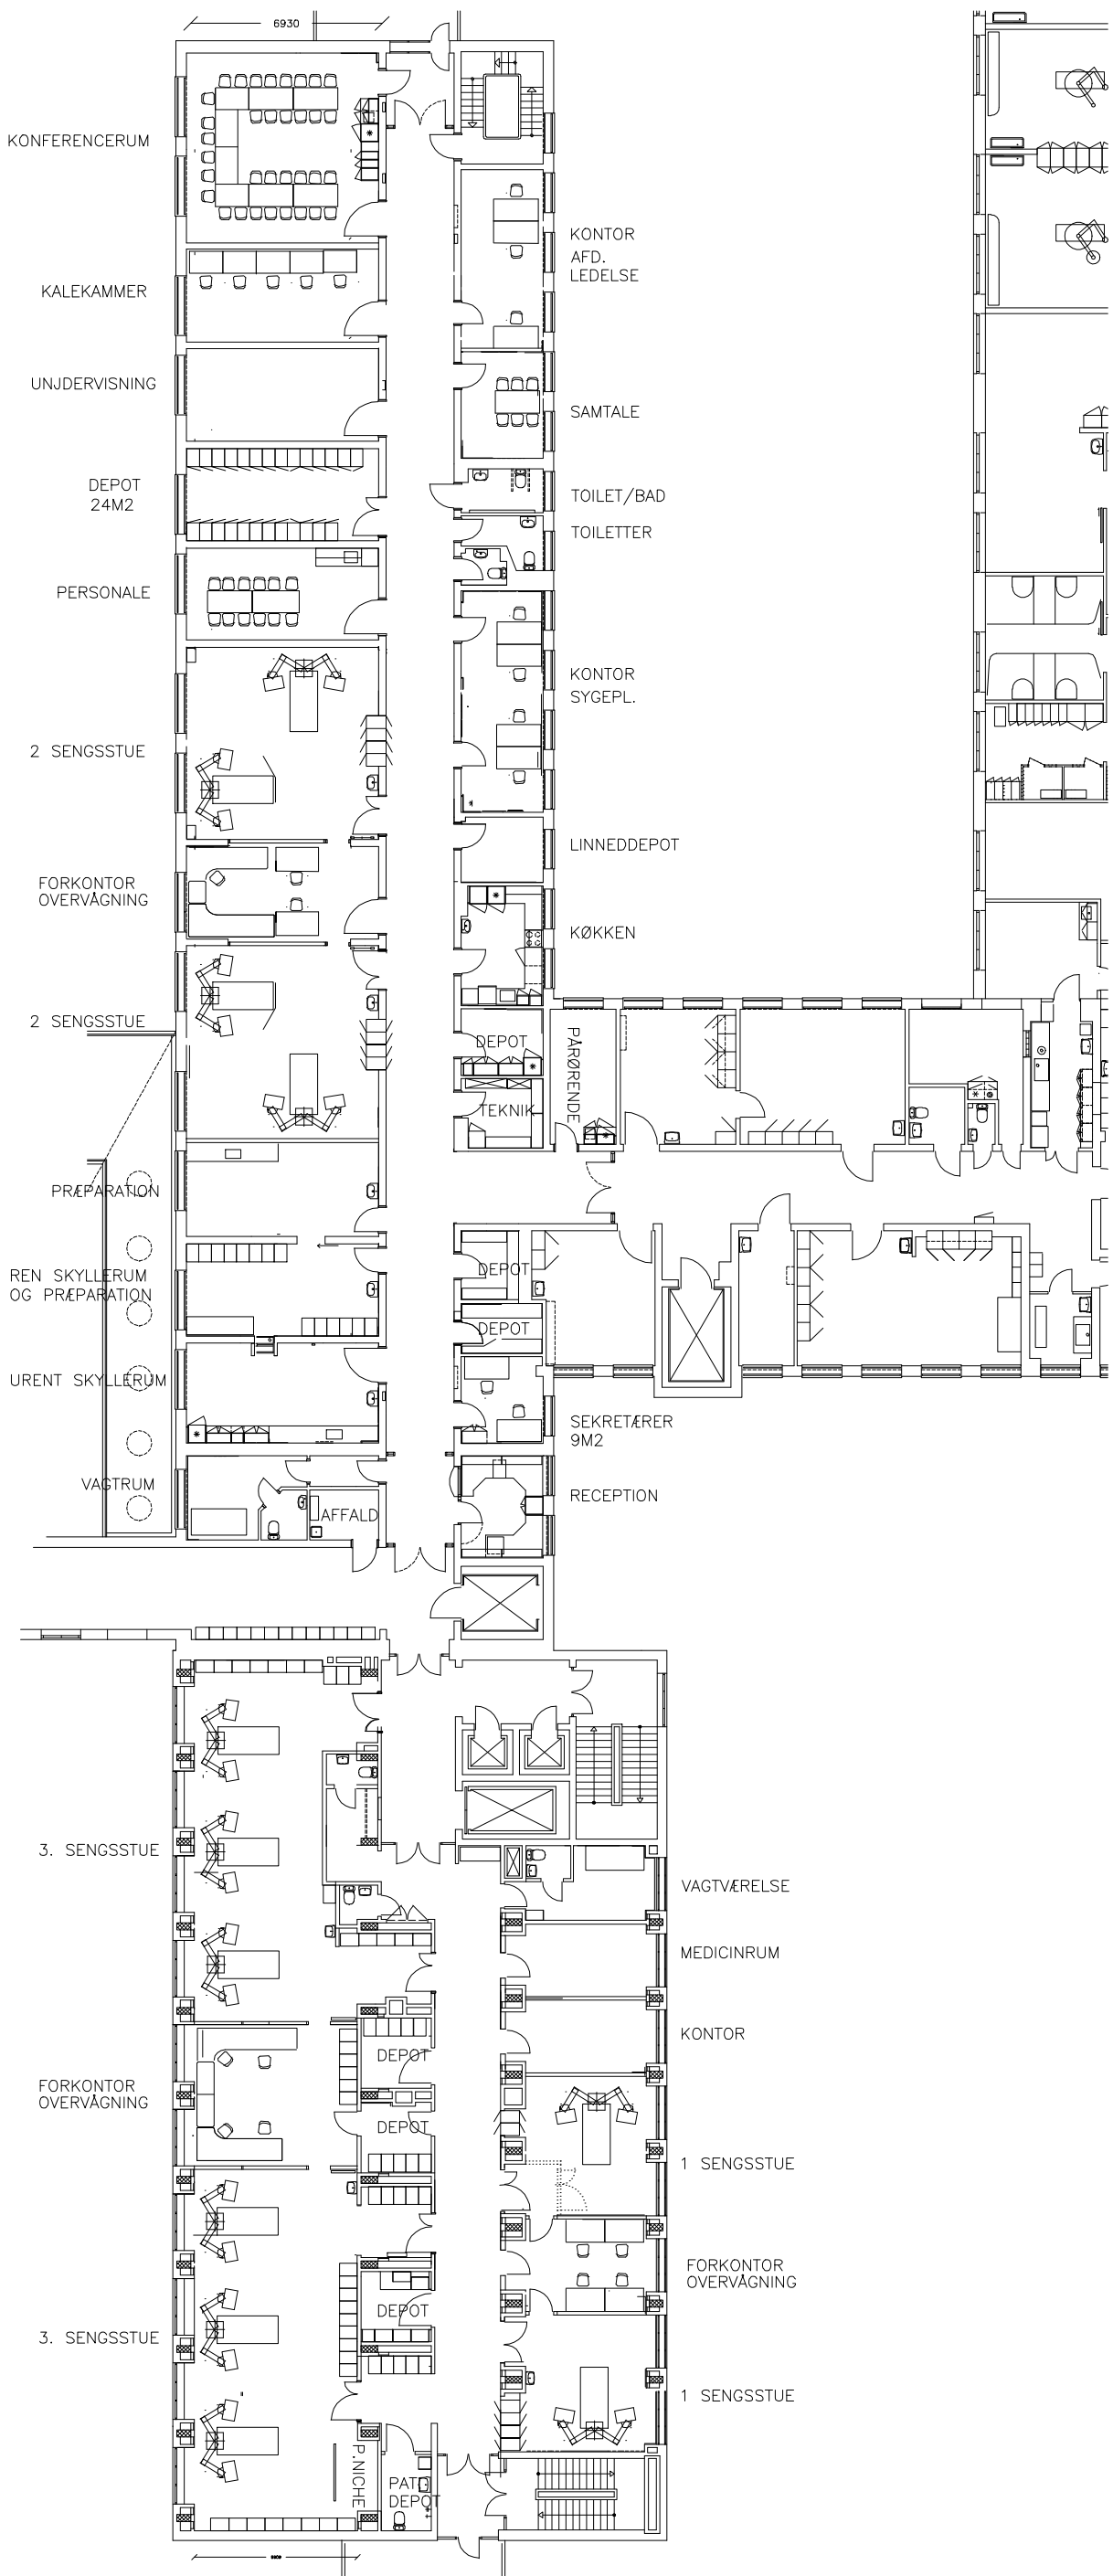 6930
KONFERENCERUM
KONTOR
AFD.
LEDELSE
KALEKAMMER
UNJDERVISNING
SAMTALE
DEPOT
24M2
TOILET/BAD
TOILETTER
PERSONALE
KONTOR
SYGEPL.
2 SENGSSTUE
LINNEDDEPOT
FORKONTOR
OVERVÅGNING
KØKKEN
2 SENGSSTUE
DEPOT
PÅRØRENDE
TEKNIK
PRÆPARATION
REN SKYLLERUM
OG PRÆPARATION
DEPOT
DEPOT
URENT SKYLLERUM
SEKRETÆRER
9M2
VAGTRUM
AFFALD
RECEPTION
3. SENGSSTUE
VAGTVÆRELSE
MEDICINRUM
KONTOR
DEPOT
FORKONTOR
OVERVÅGNING
DEPOT
1 SENGSSTUE
FORKONTOR
OVERVÅGNING
DEPOT
3. SENGSSTUE
1 SENGSSTUE
P.NICHE
DEPOT